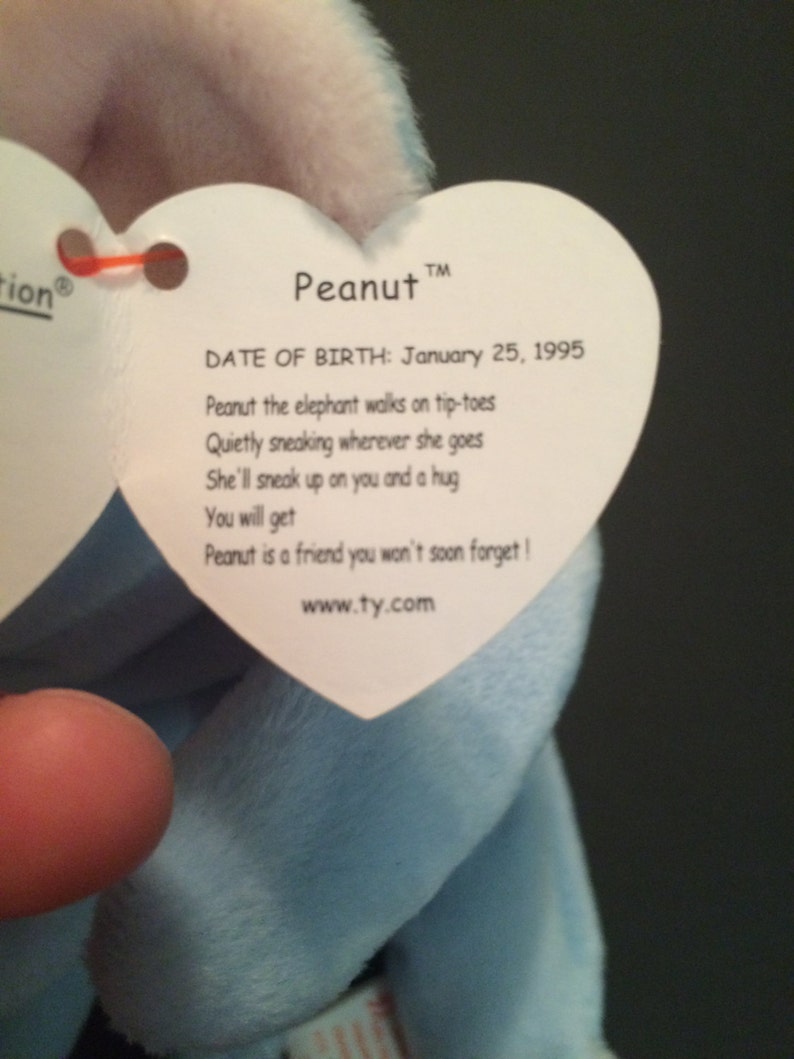 tion®
Peanut™
DATE OF BIRTH: January 25, 1995
Peanut the elephant walks on tip-toes
Quietly sneaking wherever she goes
She'll sneak up on you and a hug
You will get
Peanut is a friend you won't soon forget !
www.ty.com